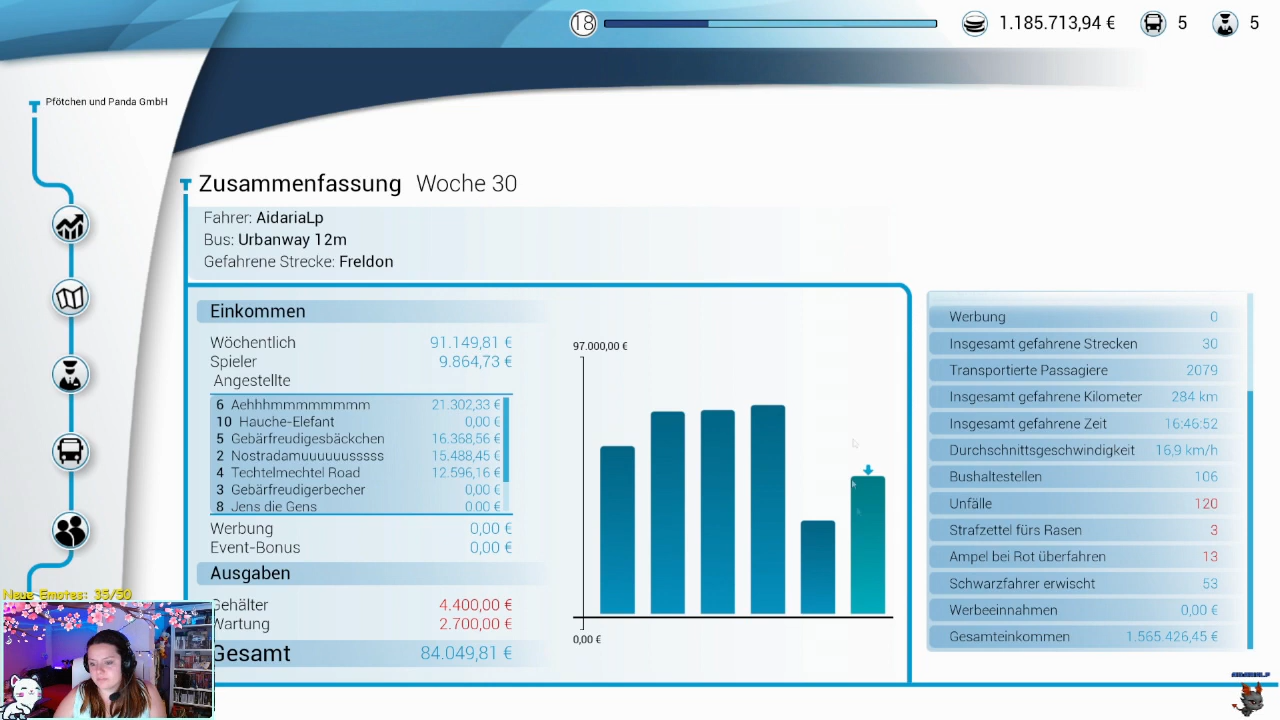 18
1.185.713,94 €
5
5
Pfötchen und Panda GmbH
Zusammenfassung Woche 30
Fahrer: AidariaLp
Bus: Urbanway 12m
Gefahrene Strecke: Freldon
Einkommen
Wöchentlich 91.149,81 €
Spieler 9.864,73 €
Angestellte
6 Aehhhmmmmmmmm 21.302,33 €
10 Hauche-Elefant 0,00 €
5 Gebärfreudigesbäckchen 16.368,56 €
2 Nostradamuuuuuusssss 15.488,45 €
4 Techtelmechtel Road 12.596,16 €
3 Gebärfreudigerbecher 0,00 €
8 Jens die Gens 0,00 €
Werbung 0,00 €
Event-Bonus 0,00 €
Ausgaben
Gehälter 4.400,00 €
Wartung 2.700,00 €
Gesamt 84.049,81 €
97.000,00 €
0,00 €
Werbung 0
Insgesamt gefahrene Strecken 30
Transportierte Passagiere 2079
Insgesamt gefahrene Kilometer 284 km
Insgesamt gefahrene Zeit 16:46:52
Durchschnittsgeschwindigkeit 16,9 km/h
Bushaltestellen 106
Unfälle 120
Strafzettel fürs Rasen 3
Ampel bei Rot überfahren 13
Schwarzfahrer erwischt 53
Werbeeinnahmen 0,00 €
Gesamteinkommen 1.565.426,45 €
Neue Emotes: 35/50
AIDARIALP